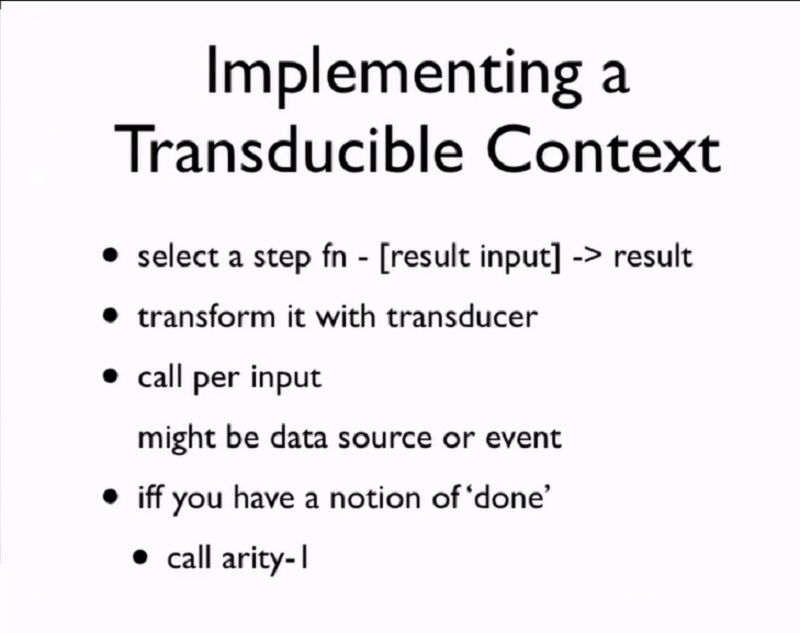 Implementing a
Transducible Context
• select a step fn - [result input] -> result
• transform it with transducer
• call per input
might be data source or event
• iff you have a notion of ‘done’
• call arity-1